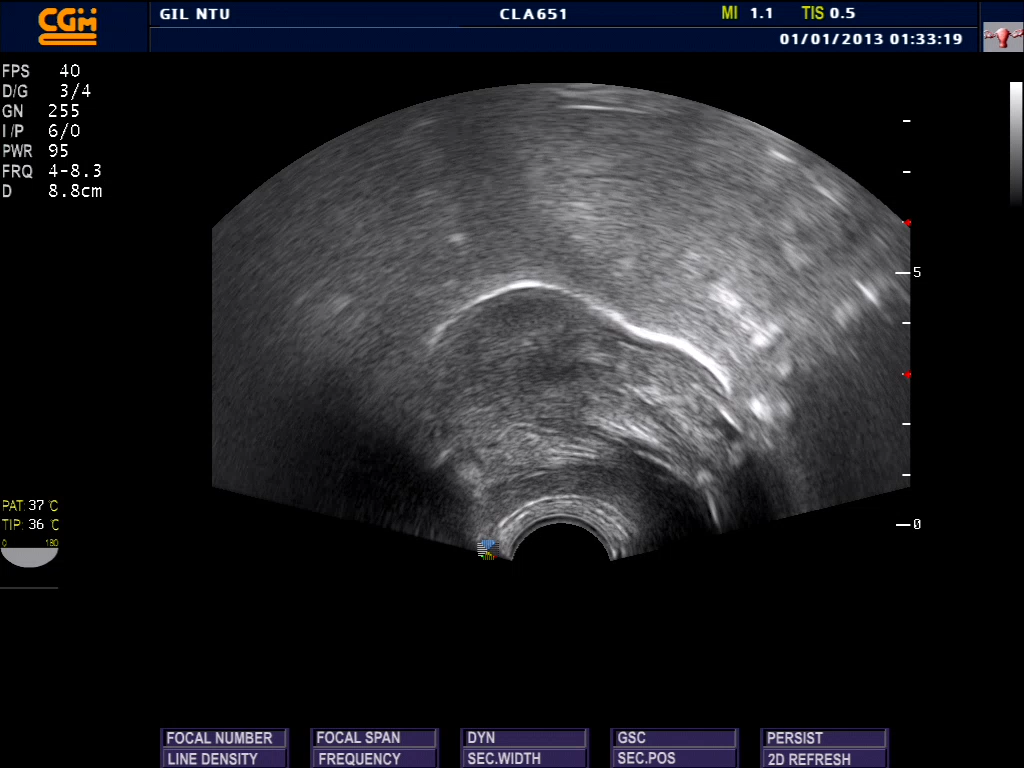 CGM
GIL NTU CLA651 MI 1.1 TIS 0.5
01/01/2013 01:33:19
FPS 40
D/G 3/4
GN 255
I/P 6/0
PWR 95
FRQ 4-8.3
D 8.8cm
5
PAT: 37 °C
TIP: 36 °C
0 180
0
FOCAL NUMBER FOCAL SPAN DYN GSC PERSIST
LINE DENSITY FREQUENCY SEC.WIDTH SEC.POS 2D REFRESH